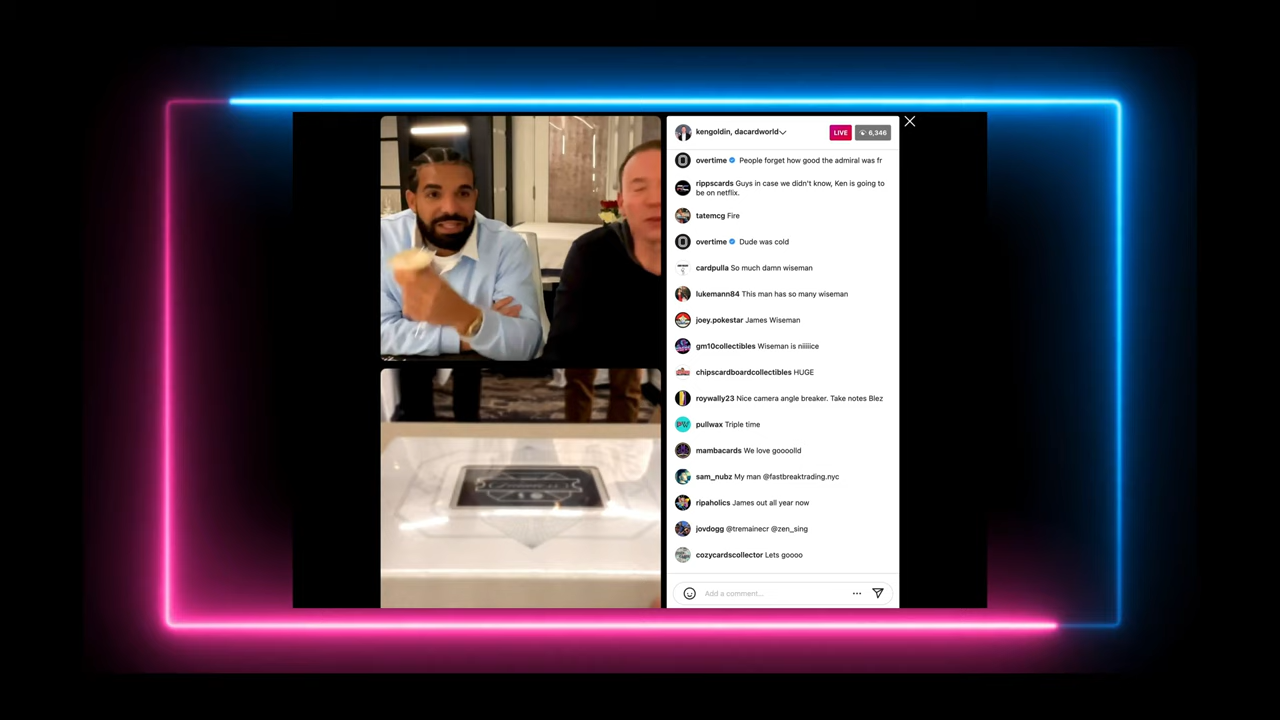 kengoldin, dacardworld
LIVE
6,346
overtime People forget how good the admiral was fr
rippscards Guys in case we didn't know, Ken is going to
be on netflix.
tatemcg Fire
overtime Dude was cold
cardpulla So much damn wiseman
lukemann84 This man has so many wiseman
joey.pokestar James Wiseman
gm10collectibles Wiseman is niiiiice
chipscardboardcollectibles HUGE
roywally23 Nice camera angle breaker. Take notes Blez
PW
pullwax Triple time
mambacards We love goooolld
sam_nubz My man @fastbreaktrading.nyc
ripaholics James out all year now
jovdogg @tremainecr @zen_sing
cozycardscollector Lets goooo
Add a comment...